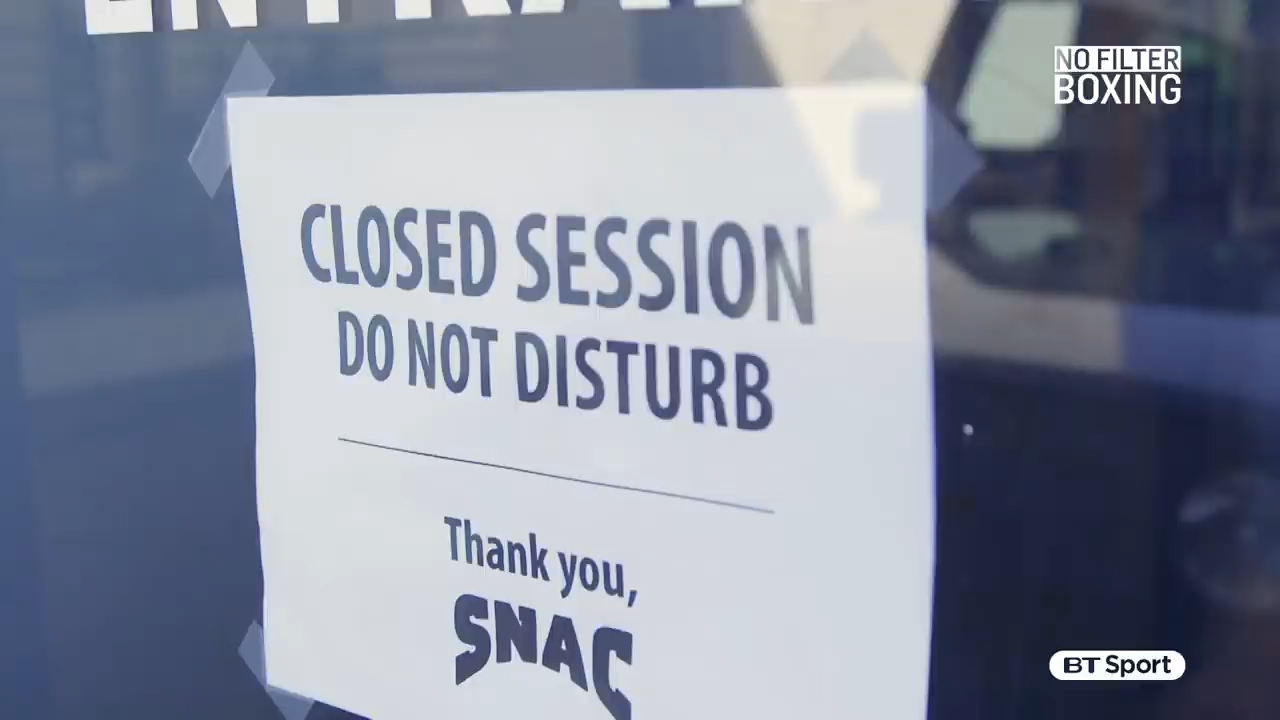 NO FILTER
BOXING
CLOSED SESSION
DO NOT DISTURB
Thank you,
SNAC
BT Sport